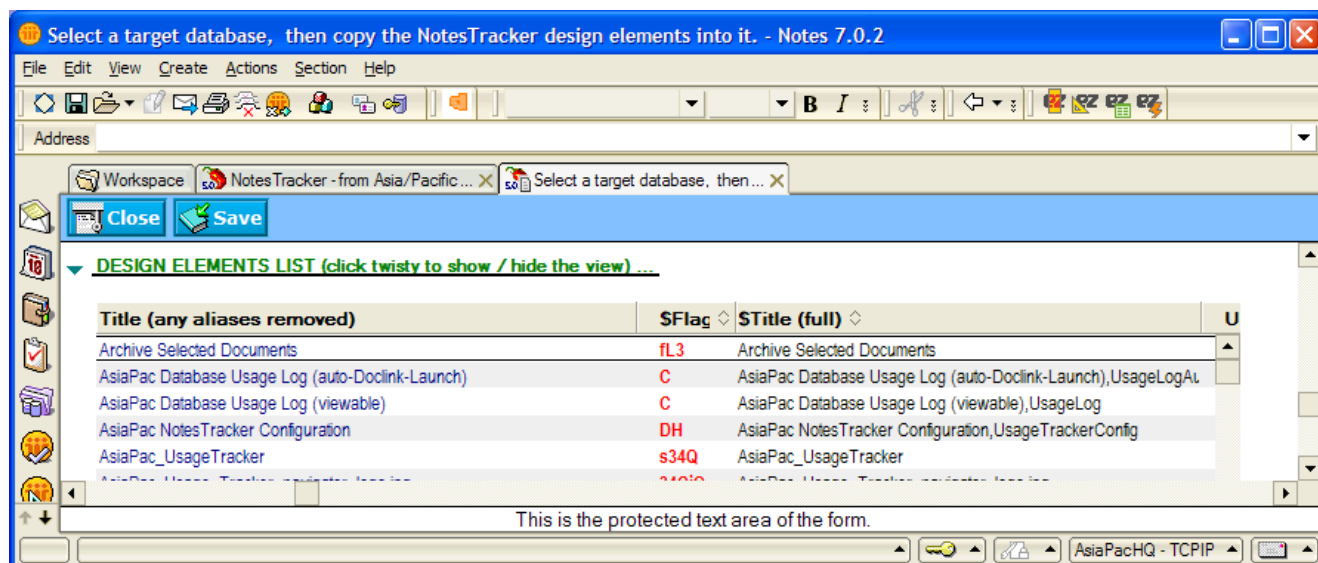 Select a target database, then copy the NotesTracker design elements into it. - Notes 7.0.2
File Edit View Create Actions Section Help
B I
Address
Workspace NotesTracker - from Asia/Pacific ... Select a target database, then ...
Close Save
DESIGN ELEMENTS LIST (click twisty to show / hide the view) ...
Title (any aliases removed) $Flag $Title (full) U
Archive Selected Documents fL3 Archive Selected Documents
AsiaPac Database Usage Log (auto-Doclink-Launch) C AsiaPac Database Usage Log (auto-Doclink-Launch),UsageLogAu
AsiaPac Database Usage Log (viewable) C AsiaPac Database Usage Log (viewable),UsageLog
AsiaPac NotesTracker Configuration DH AsiaPac NotesTracker Configuration,UsageTrackerConfig
AsiaPac_UsageTracker s34Q AsiaPac_UsageTracker
This is the protected text area of the form.
AsiaPacHQ - TCPIP